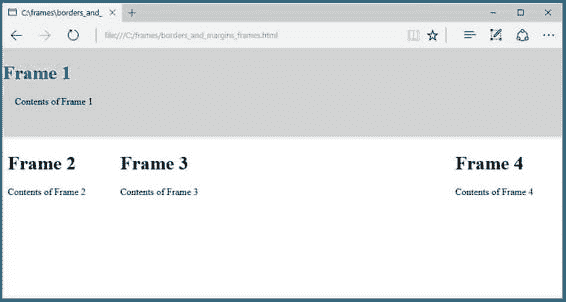 C:\frames\borders_and_
file:///C:/frames/borders_and_margins_frames.html
Frame 1
Contents of Frame 1
Frame 2 Frame 3 Frame 4
Contents of Frame 2 Contents of Frame 3 Contents of Frame 4